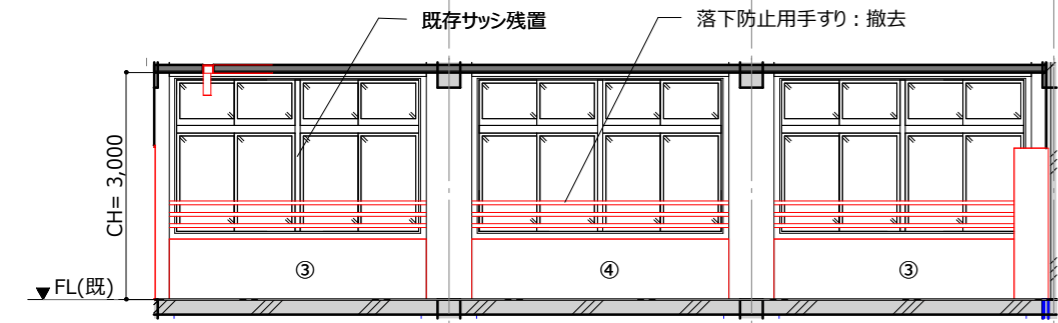 既存サッシ残置
落下防止用手すり：撤去
CH= 3,000
③
④
③
FL(既)